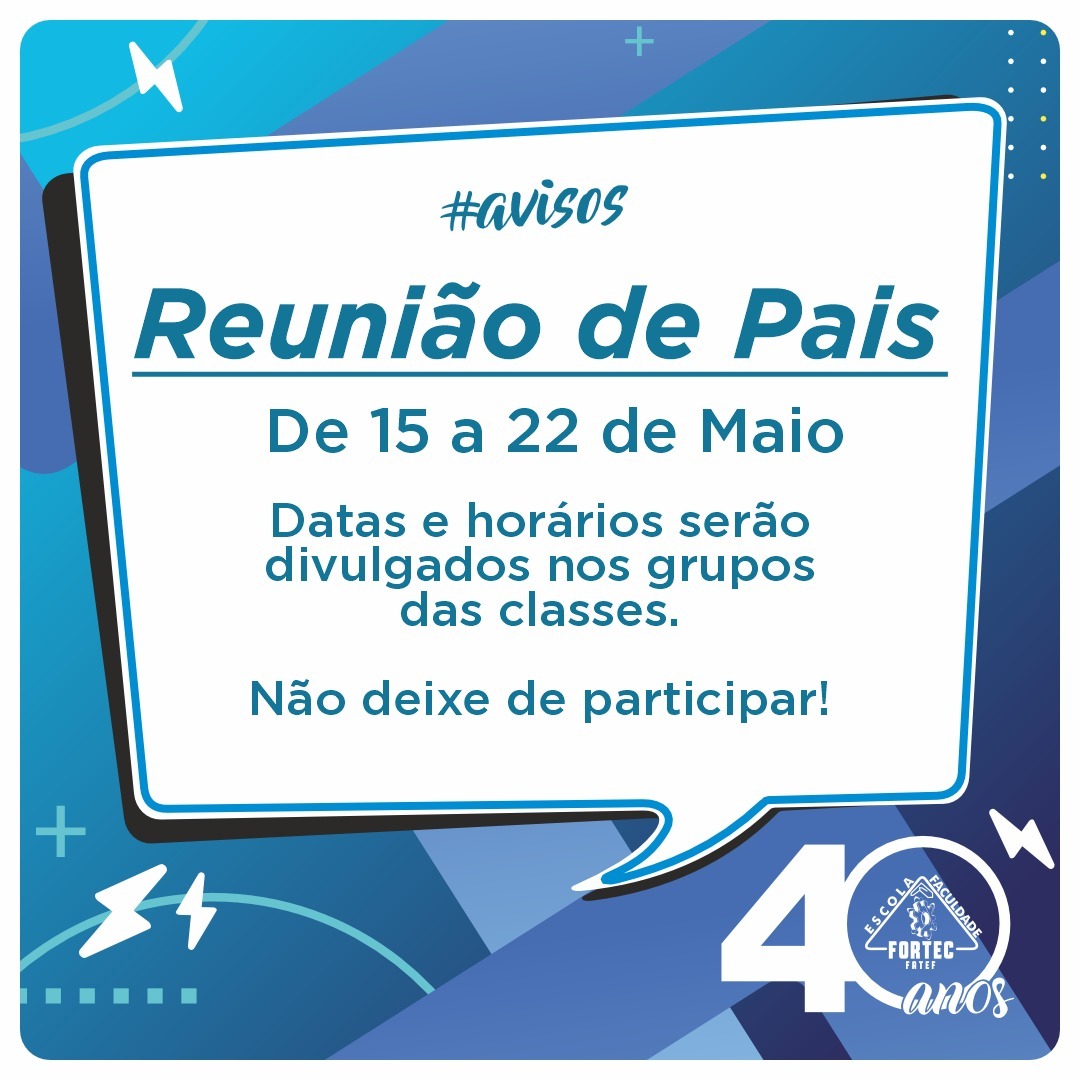 #avisos
Reunião de Pais
De 15 a 22 de Maio
Datas e horários serão
divulgados nos grupos
das classes.
Não deixe de participar!
40
ESCOLA FACULDADE
FORTEC
FATEF
anos